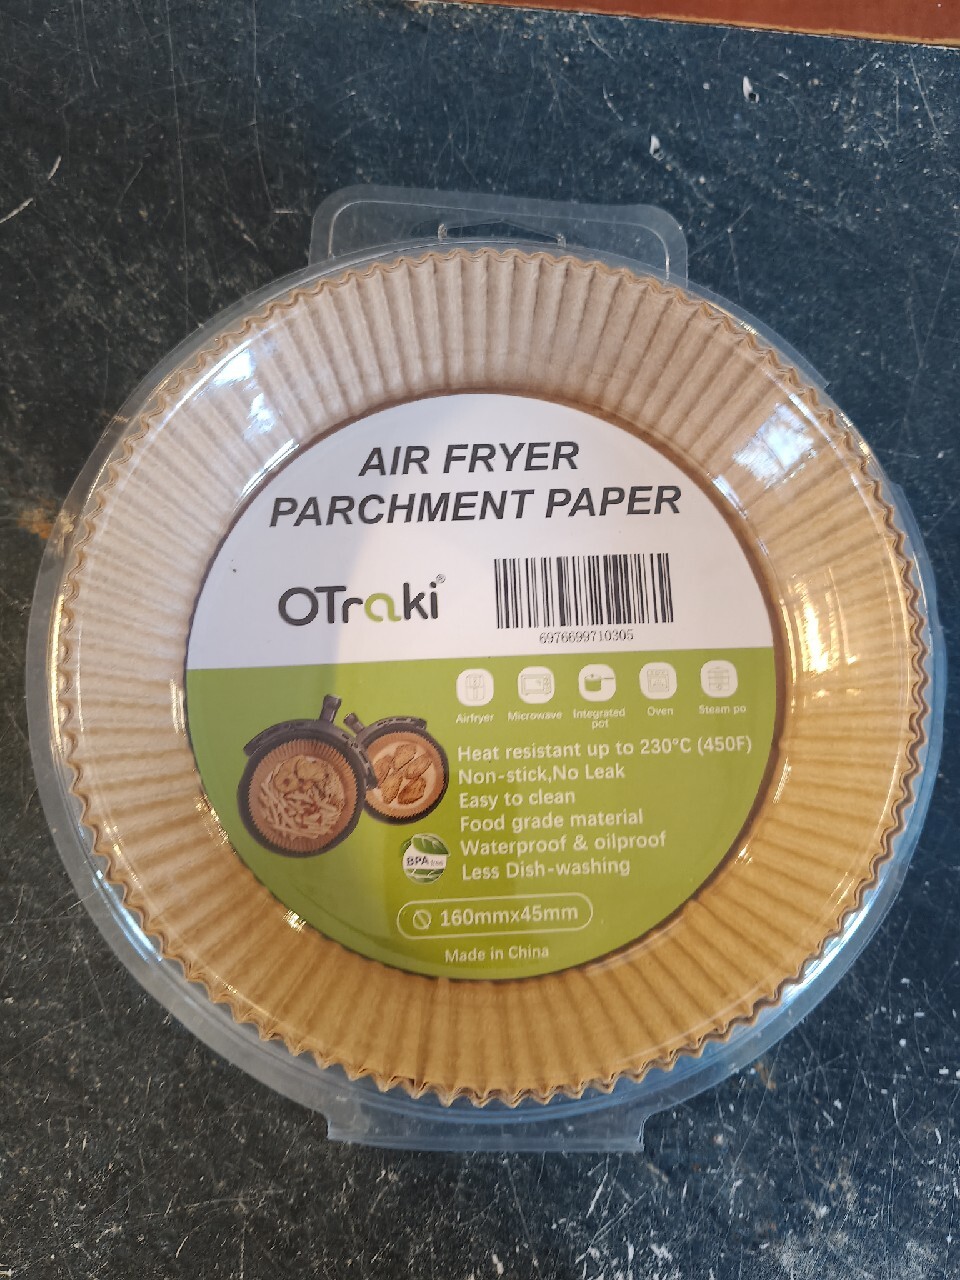 AIR FRYER
PARCHMENT PAPER
OTraki®
6976699710305
Airfryer Microwave Integrated pot Oven Steam po
Heat resistant up to 230°C (450F)
Non-stick,No Leak
Easy to clean
Food grade material
BPA free
Waterproof & oilproof
Less Dish-washing
160mmx45mm
Made in China